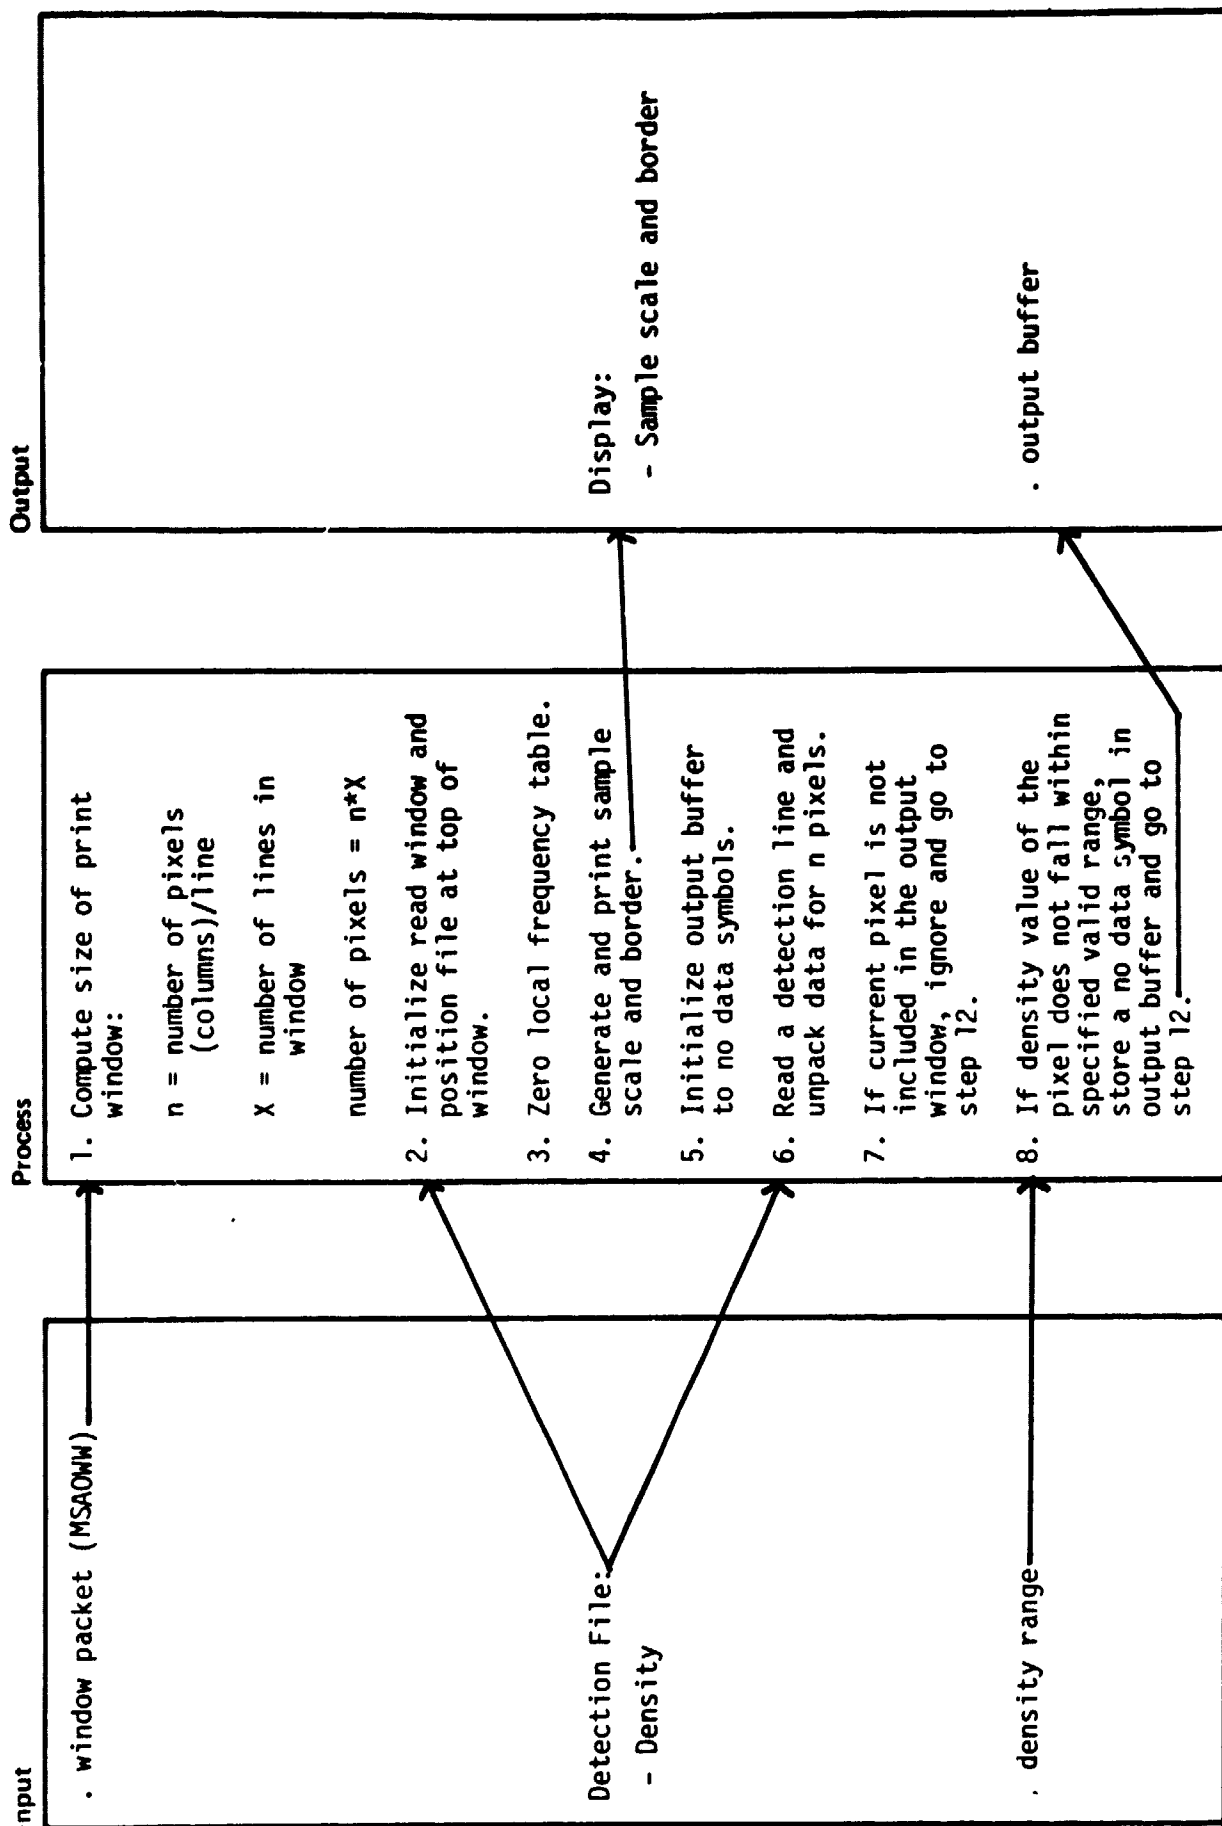 nput
. window packet (MSAOWW)
Detection File:
- Density
. density range
Process
1. Compute size of print
window:
n = number of pixels
(columns)/line
X = number of lines in
window
number of pixels = n*X
2. Initialize read window and
position file at top of
window.
3. Zero local frequency table.
4. Generate and print sample
scale and border.
5. Initialize output buffer
to no data symbols.
6. Read a detection line and
unpack data for n pixels.
7. If current pixel is not
included in the output
window, ignore and go to
step 12.
8. If density value of the
pixel does not fall within
specified valid range,
store a no data symbol in
output buffer and go to
step 12.
Output
Display:
- Sample scale and border
. output buffer